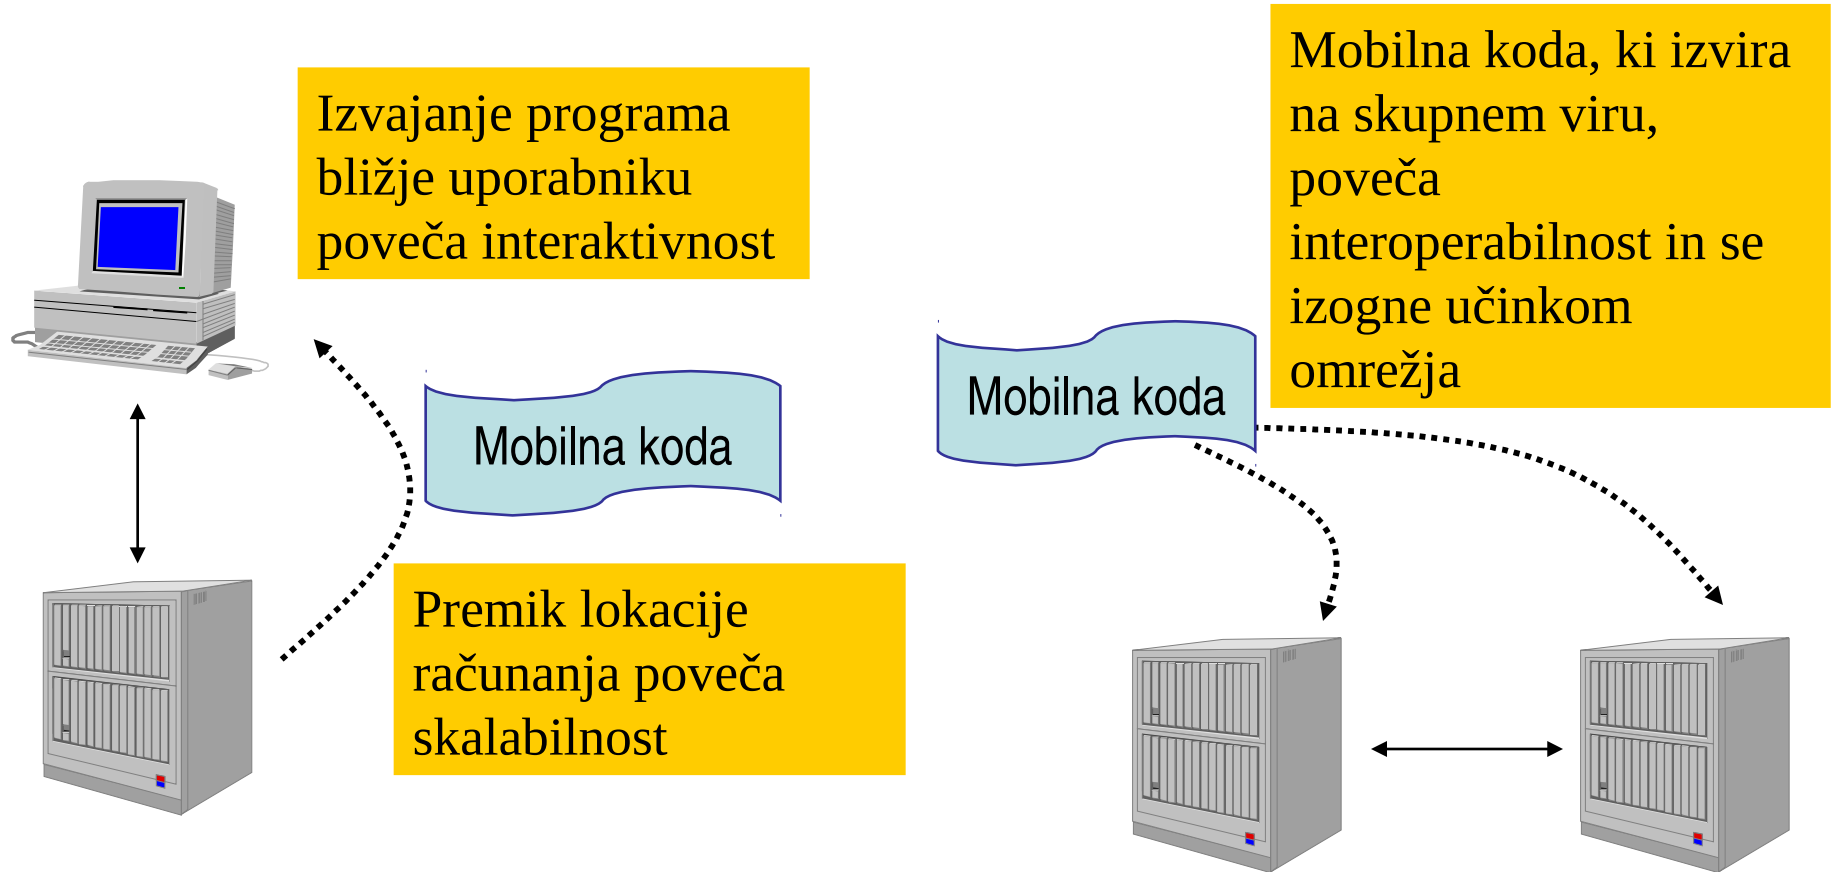 Izvajanje programa
bližje uporabniku
poveča interaktivnost
Mobilna koda
Premik lokacije
računanja poveča
skalabilnost
Mobilna koda, ki izvira
na skupnem viru,
poveča
interoperabilnost in se
izogne učinkom
omrežja
Mobilna koda